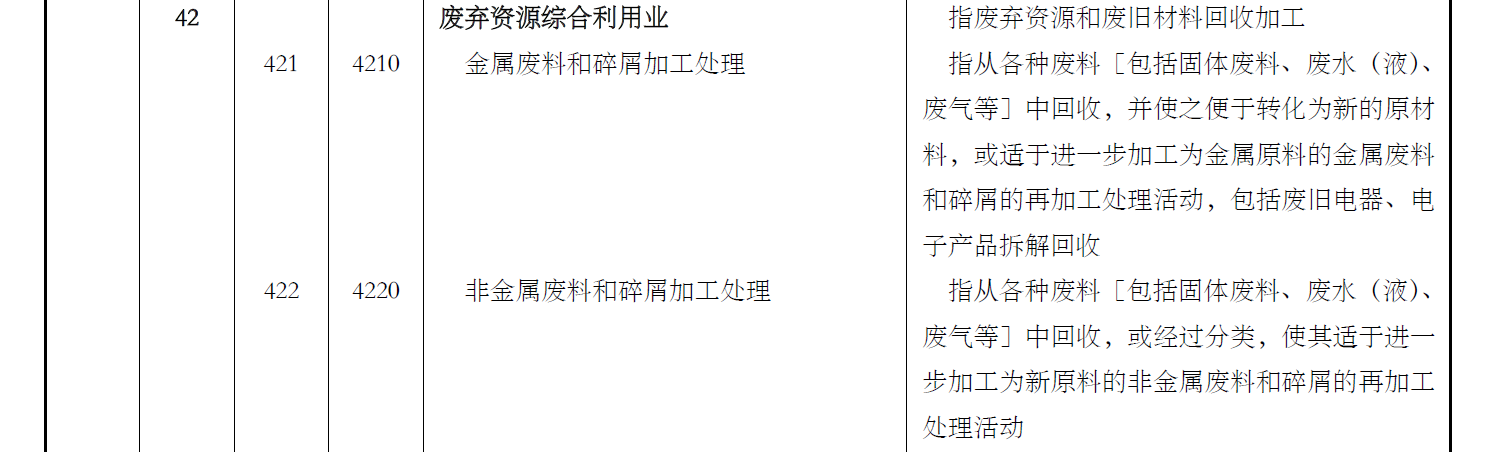 42 废弃资源综合利用业 指废弃资源和废旧材料回收加工
421 4210 金属废料和碎屑加工处理 指从各种废料［包括固体废料、废水（液）、
废气等］中回收，并使之便于转化为新的原材
料，或适于进一步加工为金属原料的金属废料
和碎屑的再加工处理活动，包括废旧电器、电
子产品拆解回收
422 4220 非金属废料和碎屑加工处理 指从各种废料［包括固体废料、废水（液）、
废气等］中回收，或经过分类，使其适于进一
步加工为新原料的非金属废料和碎屑的再加工
处理活动